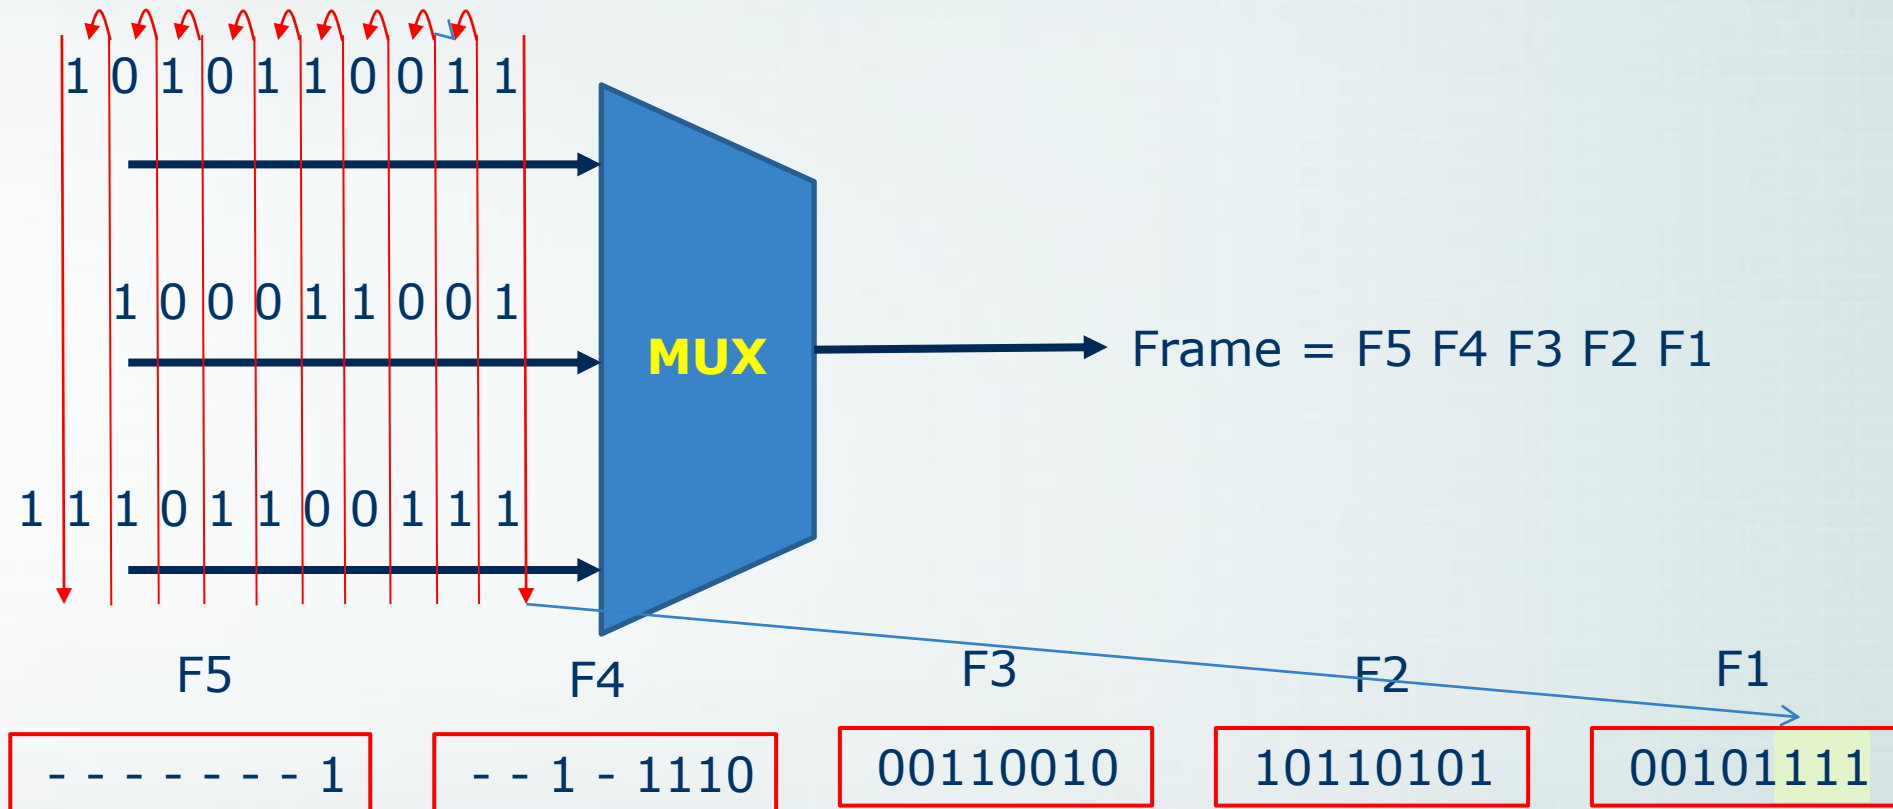 1 0 1 0 1 1 0 0 1 1
1 0 0 0 1 1 0 0 1
MUX
Frame = F5 F4 F3 F2 F1
1 1 1 0 1 1 0 0 1 1 1
F5 F4 F3 F2 F1
- - - - - - - 1 - - 1 - 1110 00110010 10110101 00101111